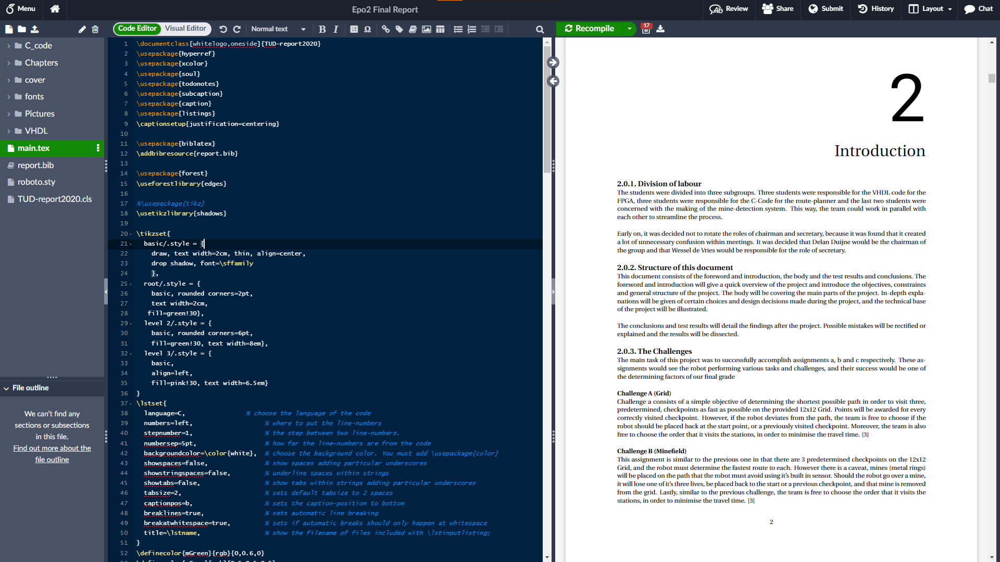 Menu
Epo2 Final Report
Review
Share
Submit
History
Layout
Chat
Code Editor
Visual Editor
Normal text
B I
Ω
Recompile
17
C_code
Chapters
cover
fonts
Pictures
VHDL
main.tex
report.bib
roboto.sty
TUD-report2020.cls
File outline
We can't find any
sections or subsections
in this file.
Find out more about the
file outline
1 \documentclass[whitelogo,oneside]{TUD-report2020}
2 \usepackage{hyperref}
3 \usepackage{xcolor}
4 \usepackage{soul}
5 \usepackage{todonotes}
6 \usepackage{subcaption}
7 \usepackage{caption}
8 \usepackage{listings}
9 \captionsetup{justification=centering}
10
11 \usepackage{biblatex}
12 \addbibresource{report.bib}
13
14 \usepackage{forest}
15 \useforestlibrary{edges}
16
17 %\usepackage{tikz}
18 \usetikzlibrary{shadows}
19
20 \tikzset{
21 basic/.style = {
22 draw, text width=2cm, thin, align=center,
23 drop shadow, font=\sffamily
24 },
25 root/.style = {
26 basic, rounded corners=2pt,
27 text width=2cm,
28 fill=green!30},
29 level 2/.style = {
30 basic, rounded corners=6pt,
31 fill=green!30, text width=8em},
32 level 3/.style = {
33 basic,
34 align=left,
35 fill=pink!30, text width=6.5em}
36 }
37 \lstset{
38 language=C, % choose the language of the code
39 numbers=left, % where to put the line-numbers
40 stepnumber=1, % the step between two line-numbers.
41 numbersep=5pt, % how far the line-numbers are from the code
42 backgroundcolor=\color{white}, % choose the background color. You must add \usepackage{color}
43 showspaces=false, % show spaces adding particular underscores
44 showstringspaces=false, % underline spaces within strings
45 showtabs=false, % show tabs within strings adding particular underscores
46 tabsize=2, % sets default tabsize to 2 spaces
47 captionpos=b, % sets the caption-position to bottom
48 breaklines=true, % sets automatic line breaking
49 breakatwhitespace=true, % sets if automatic breaks should only happen at whitespace
50 title=\lstname, % show the filename of files included with \lstinputlisting;
51 }
52 \definecolor{mGreen}{rgb}{0,0.6,0}
2
Introduction
2.0.1. Division of labour
The students were divided into three subgroups. Three students were responsible for the VHDL code for the
FPGA, three students were responsible for the C-Code for the route-planner and the last two students were
concerned with the making of the mine-detection system. This way, the team could work in parallel with
each other to streamline the process.
Early on, it was decided not to rotate the roles of chairman and secretary, because it was found that it created
a lot of unnecessary confusion within meetings. It was decided that Delan Duijne would be the chairman of
the group and that Wessel de Vries would be responsible for the role of secretary.
2.0.2. Structure of this document
This document consists of the foreword and introduction, the body and the test results and conclusions. The
foreword and introduction will give a quick overview of the project and introduce the objectives, constraints
and general structure of the project. The body will be covering the main parts of the project. In-depth expla-
nations will be given of certain choices and design decisions made during the project, and the technical base
of the project will be illustrated.
The conclusions and test results will detail the findings after the project. Possible mistakes will be rectified or
explained and the results will be dissected.
2.0.3. The Challenges
The main task of this project was to successfully accomplish assignments a, b and c respectively. These as-
signments would see the robot performing various tasks and challenges, and their success would be one of
the determining factors of our final grade
Challenge A (Grid)
Challenge a consists of a simple objective of determining the shortest possible path in order to visit three,
predetermined, checkpoints as fast as possible on the provided 12x12 Grid. Points will be awarded for every
correctly visited checkpoint. However, if the robot deviates from the path, the team is free to choose if the
robot should be placed back at the start point, or a previously visited checkpoint. Moreover, the team is also
free to choose the order that it visits the stations, in order to minimise the travel time. [3]
Challenge B (Minefield)
This assignment is similar to the previous one in that there are 3 predetermined checkpoints on the 12x12
Grid, and the robot must determine the fastest route to each. However there is a caveat, mines (metal rings)
will be placed on the path that the robot must avoid using it's built in sensor. Should the robot go over a mine,
it will lose one of it's three lives, be placed back to the start or a previous checkpoint, and that mine is removed
from the grid. Lastly, similar to the previous challenge, the team is free to choose the order that it visits the
stations, in order to minimise the travel time. [3]
2